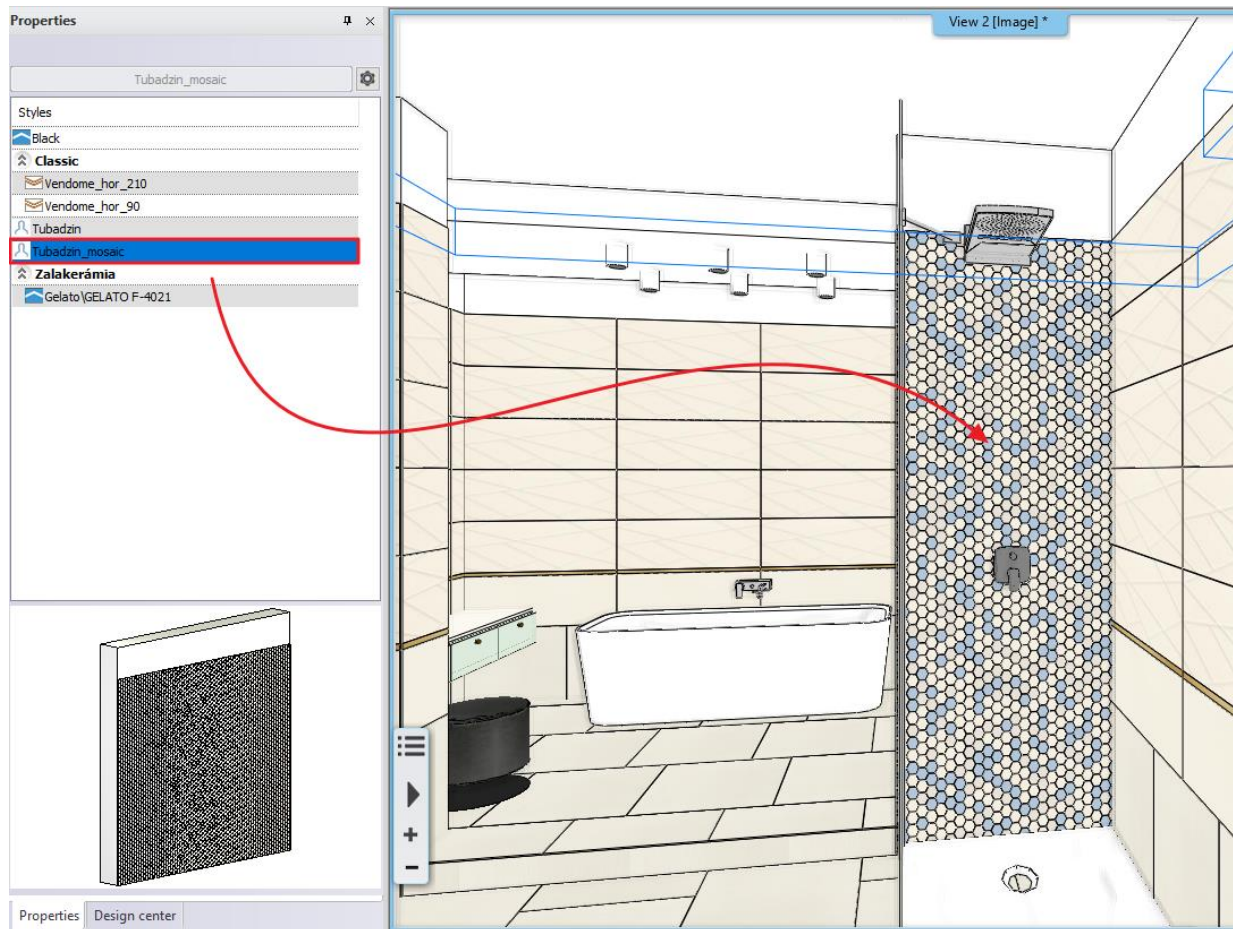 Properties
View 2 [Image] *
Tubadzin_mosaic
Styles
Black
Classic
Vendome_hor_210
Vendome_hor_90
Tubadzin
Tubadzin_mosaic
Zalakerámia
Gelato\GELATO F-4021
Properties
Design center